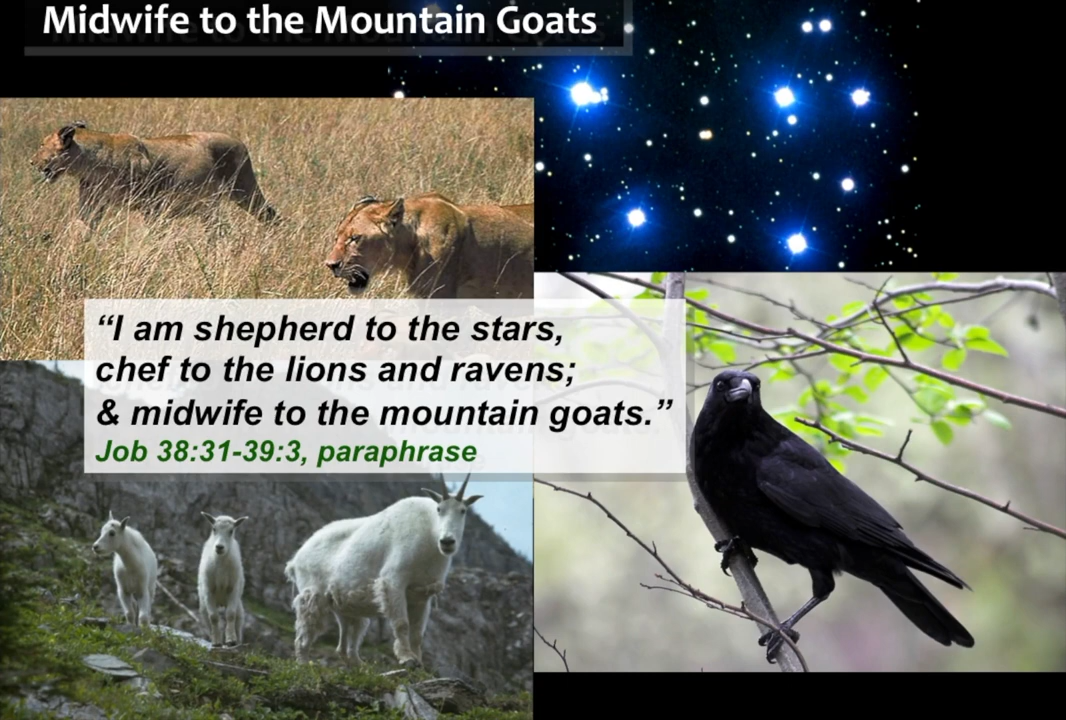 Midwife to the Mountain Goats
“I am shepherd to the stars,
chef to the lions and ravens;
& midwife to the mountain goats.”
Job 38:31-39:3, paraphrase